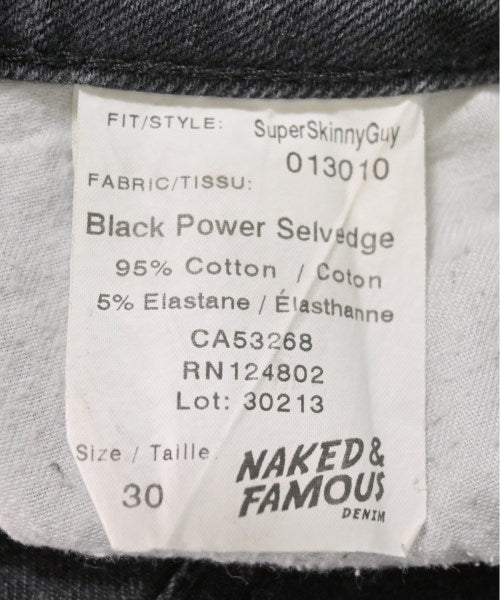 FIT/STYLE: SuperSkinnyGuy
013010
FABRIC/TISSU:
Black Power Selvedge
95% Cotton / Coton
5% Elastane / Élasthanne
CA53268
RN124802
Lot: 30213
Size / Taille
30
NAKED &
FAMOUS
DENIM